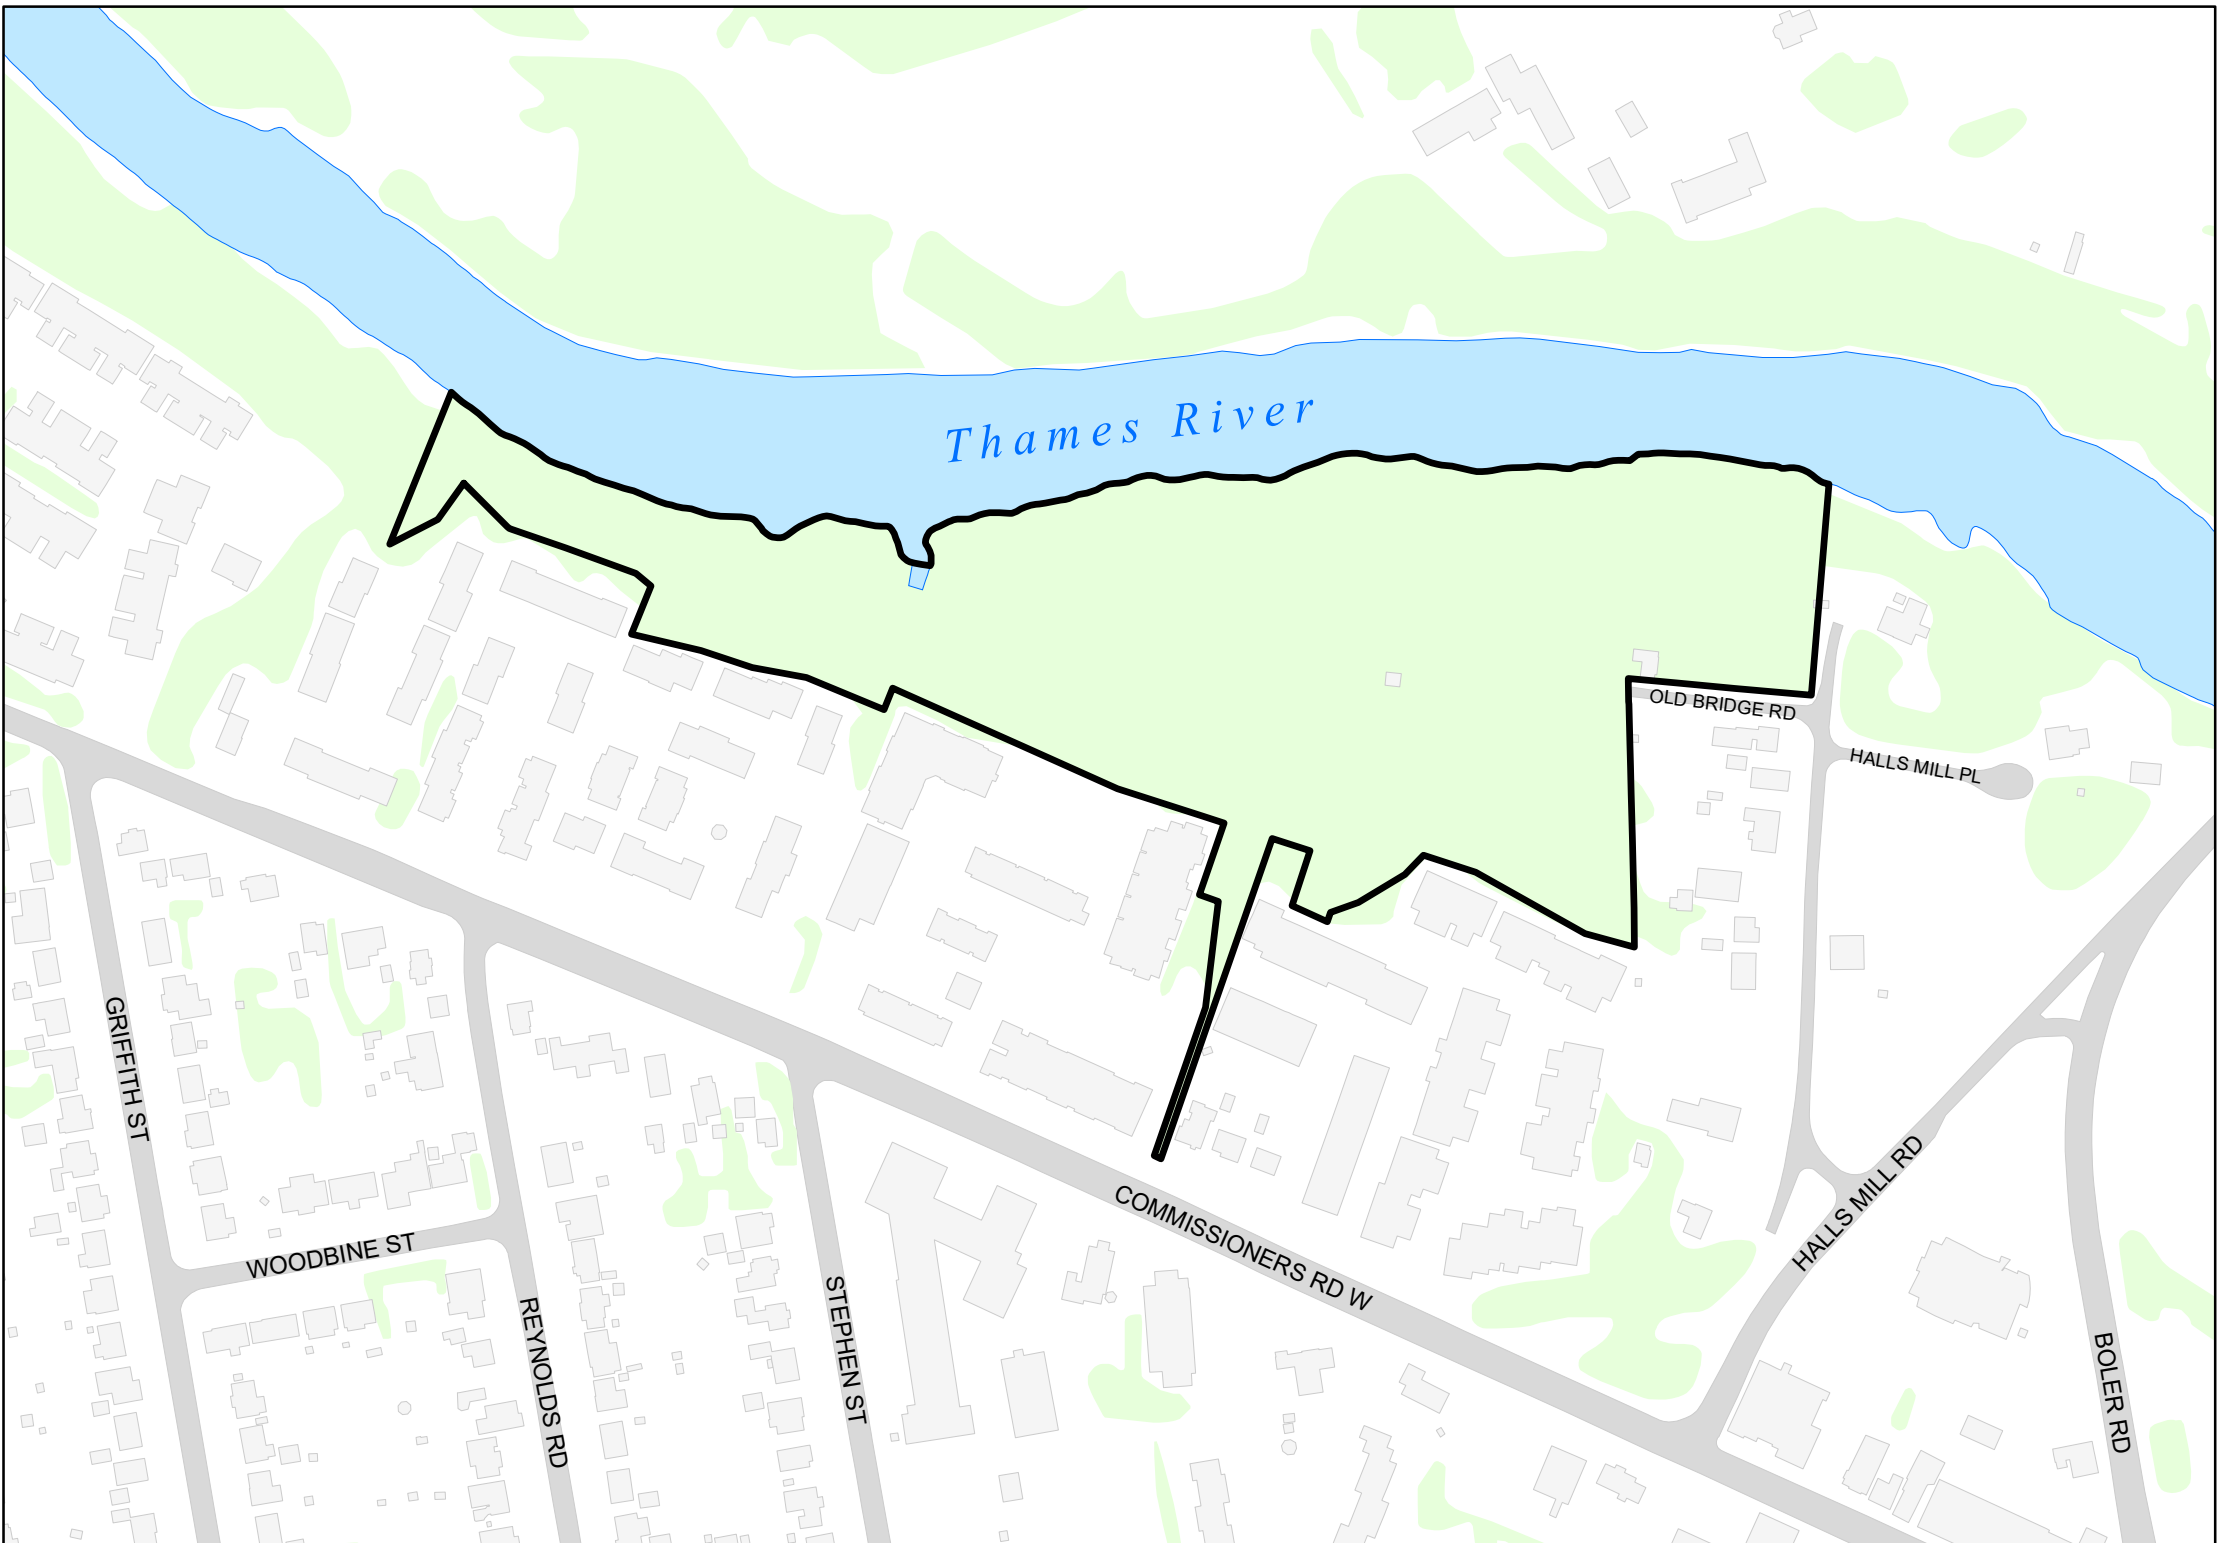 Thames River
OLD BRIDGE RD
HALLS MILL PL
GRIFFITH ST
HALLS MILL RD
COMMISSIONERS RD W
WOODBINE ST
REYNOLDS RD
STEPHEN ST
BOLER RD